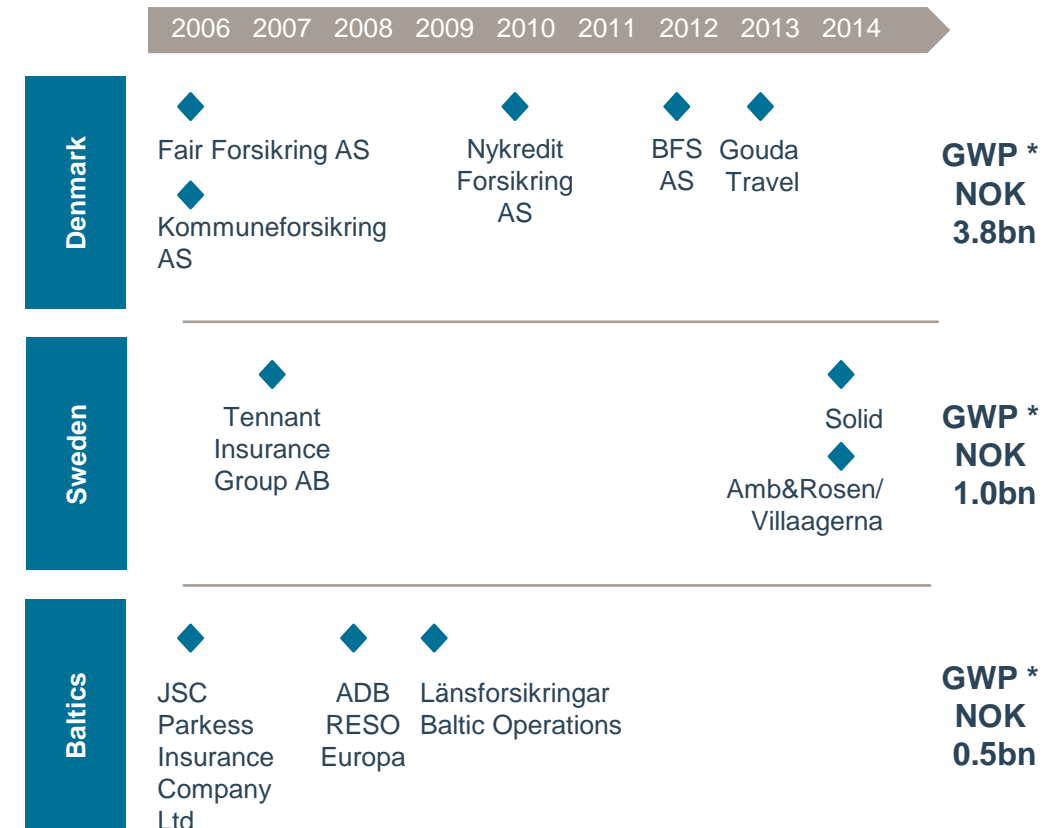 2006 2007 2008 2009 2010 2011 2012 2013 2014
Denmark
Fair Forsikring AS
Kommuneforsikring
AS
Nykredit
Forsikring
AS
BFS
AS
Gouda
Travel
GWP *
NOK
3.8bn
Sweden
Tennant
Insurance
Group AB
Solid
Amb&Rosen/
Villaagerna
GWP *
NOK
1.0bn
Baltics
JSC
Parkess
Insurance
Company
Ltd
ADB
RESO
Europa
Länsforsikringar
Baltic Operations
GWP *
NOK
0.5bn